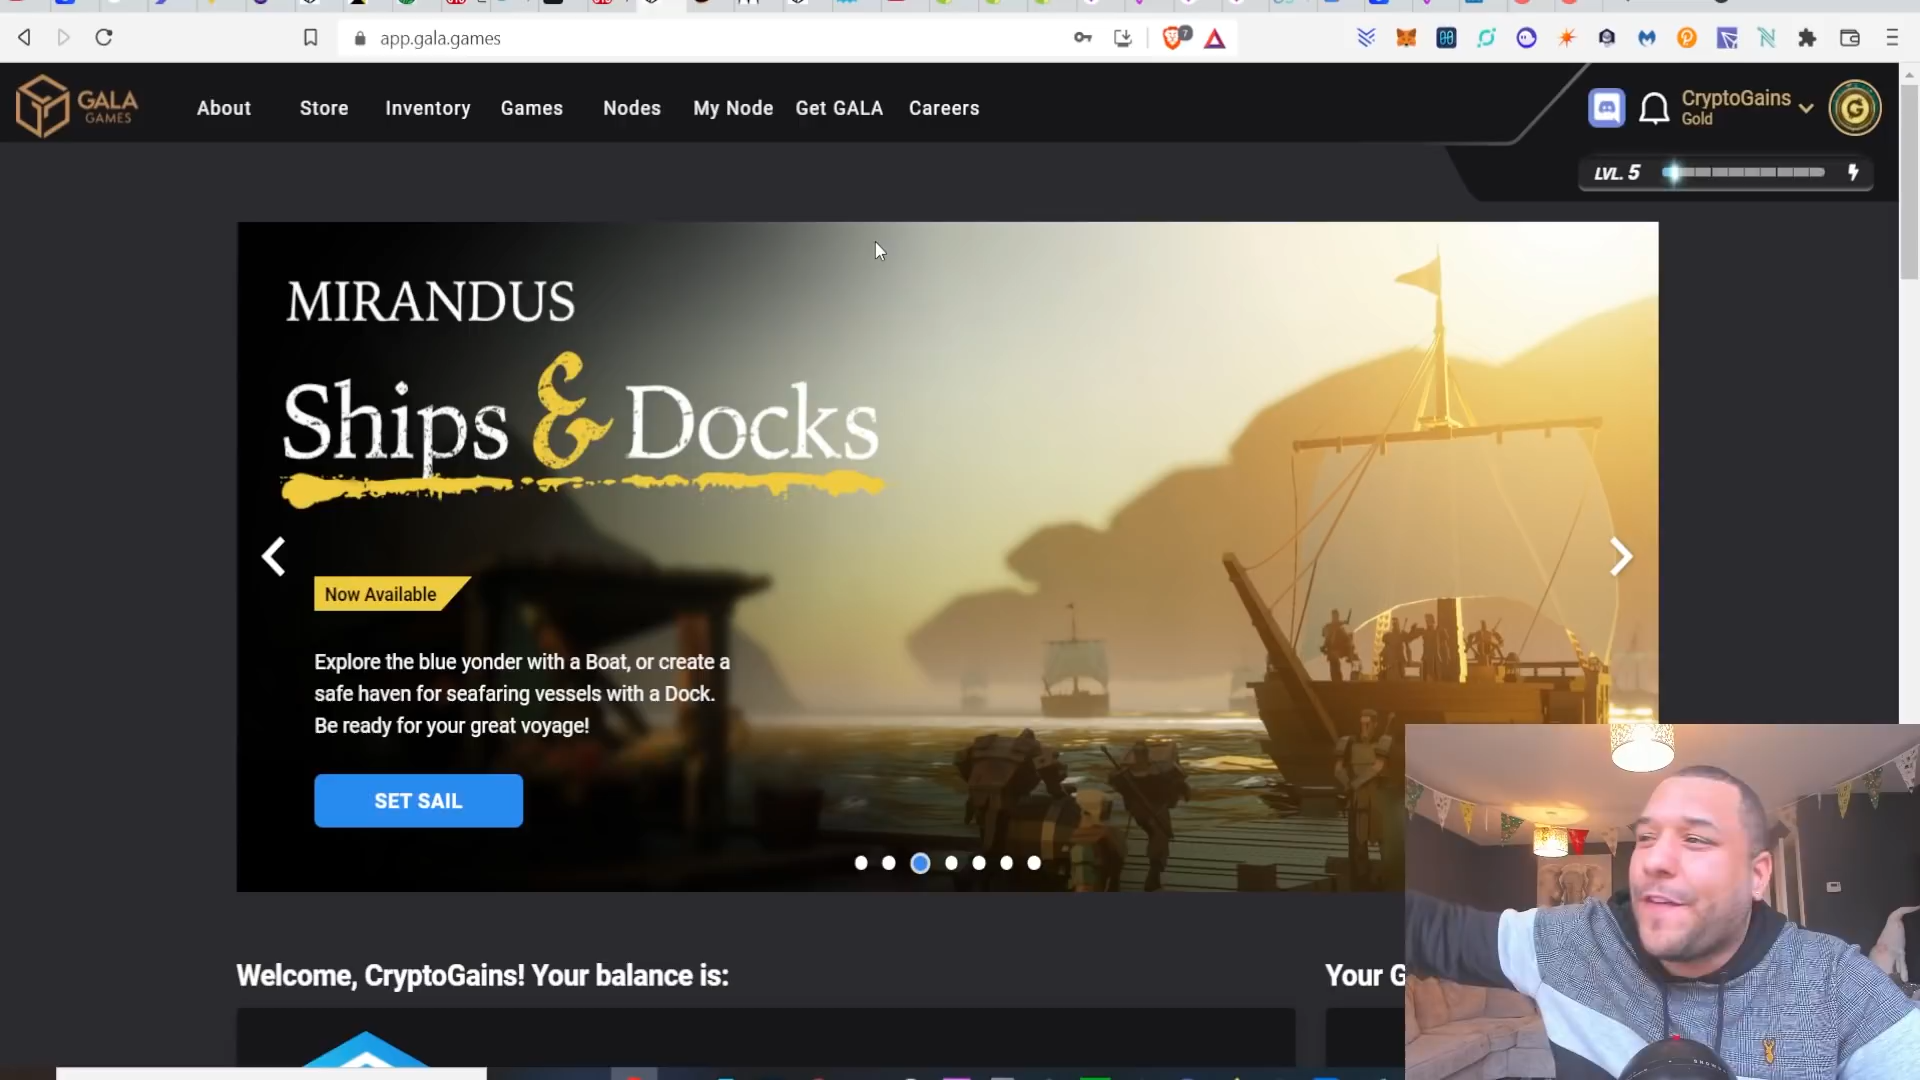 app.gala.games
7
GALA
GAMES
About
Store
Inventory
Games
Nodes
My Node
Get GALA
Careers
CryptoGains
Gold
LVL. 5
MIRANDUS
Ships & Docks
Now Available
Explore the blue yonder with a Boat, or create a
safe haven for seafaring vessels with a Dock.
Be ready for your great voyage!
SET SAIL
Welcome, CryptoGains! Your balance is:
Your G